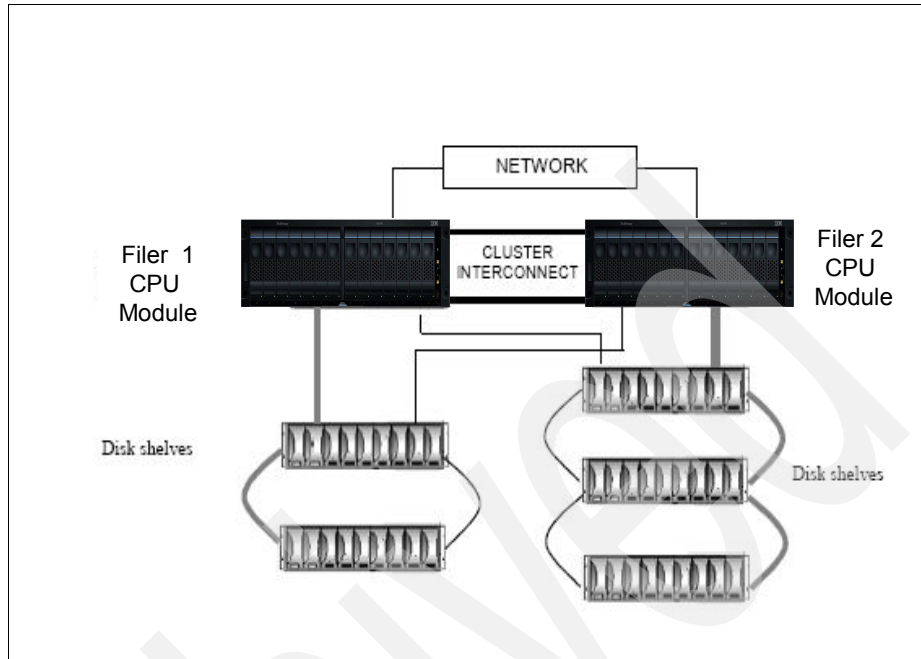 NETWORK
Filer 1
CPU
Module
CLUSTER
INTERCONNECT
Filer 2
CPU
Module
Disk shelves
Disk shelves